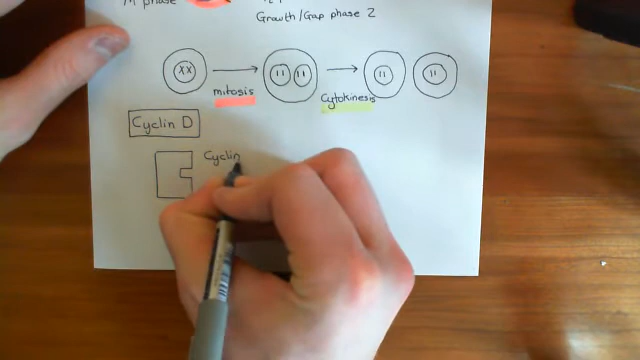 M phase
Growth/Gap phase 2
xx
mitosis
Cytokinesis
Cyclin D
Cyclin